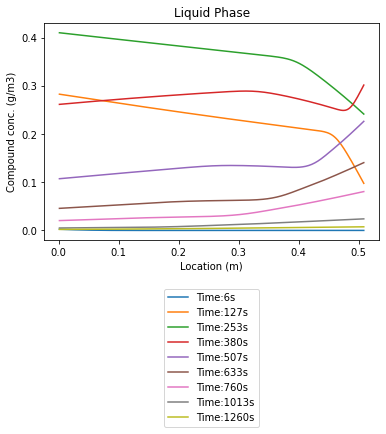 Liquid Phase
Compound conc. (g/m3)
0.4
0.3
0.2
0.1
0.0
0.0 0.1 0.2 0.3 0.4 0.5
Location (m)
Time:6s
Time:127s
Time:253s
Time:380s
Time:507s
Time:633s
Time:760s
Time:1013s
Time:1260s